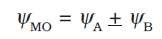 ψMO = ψA ± ψB